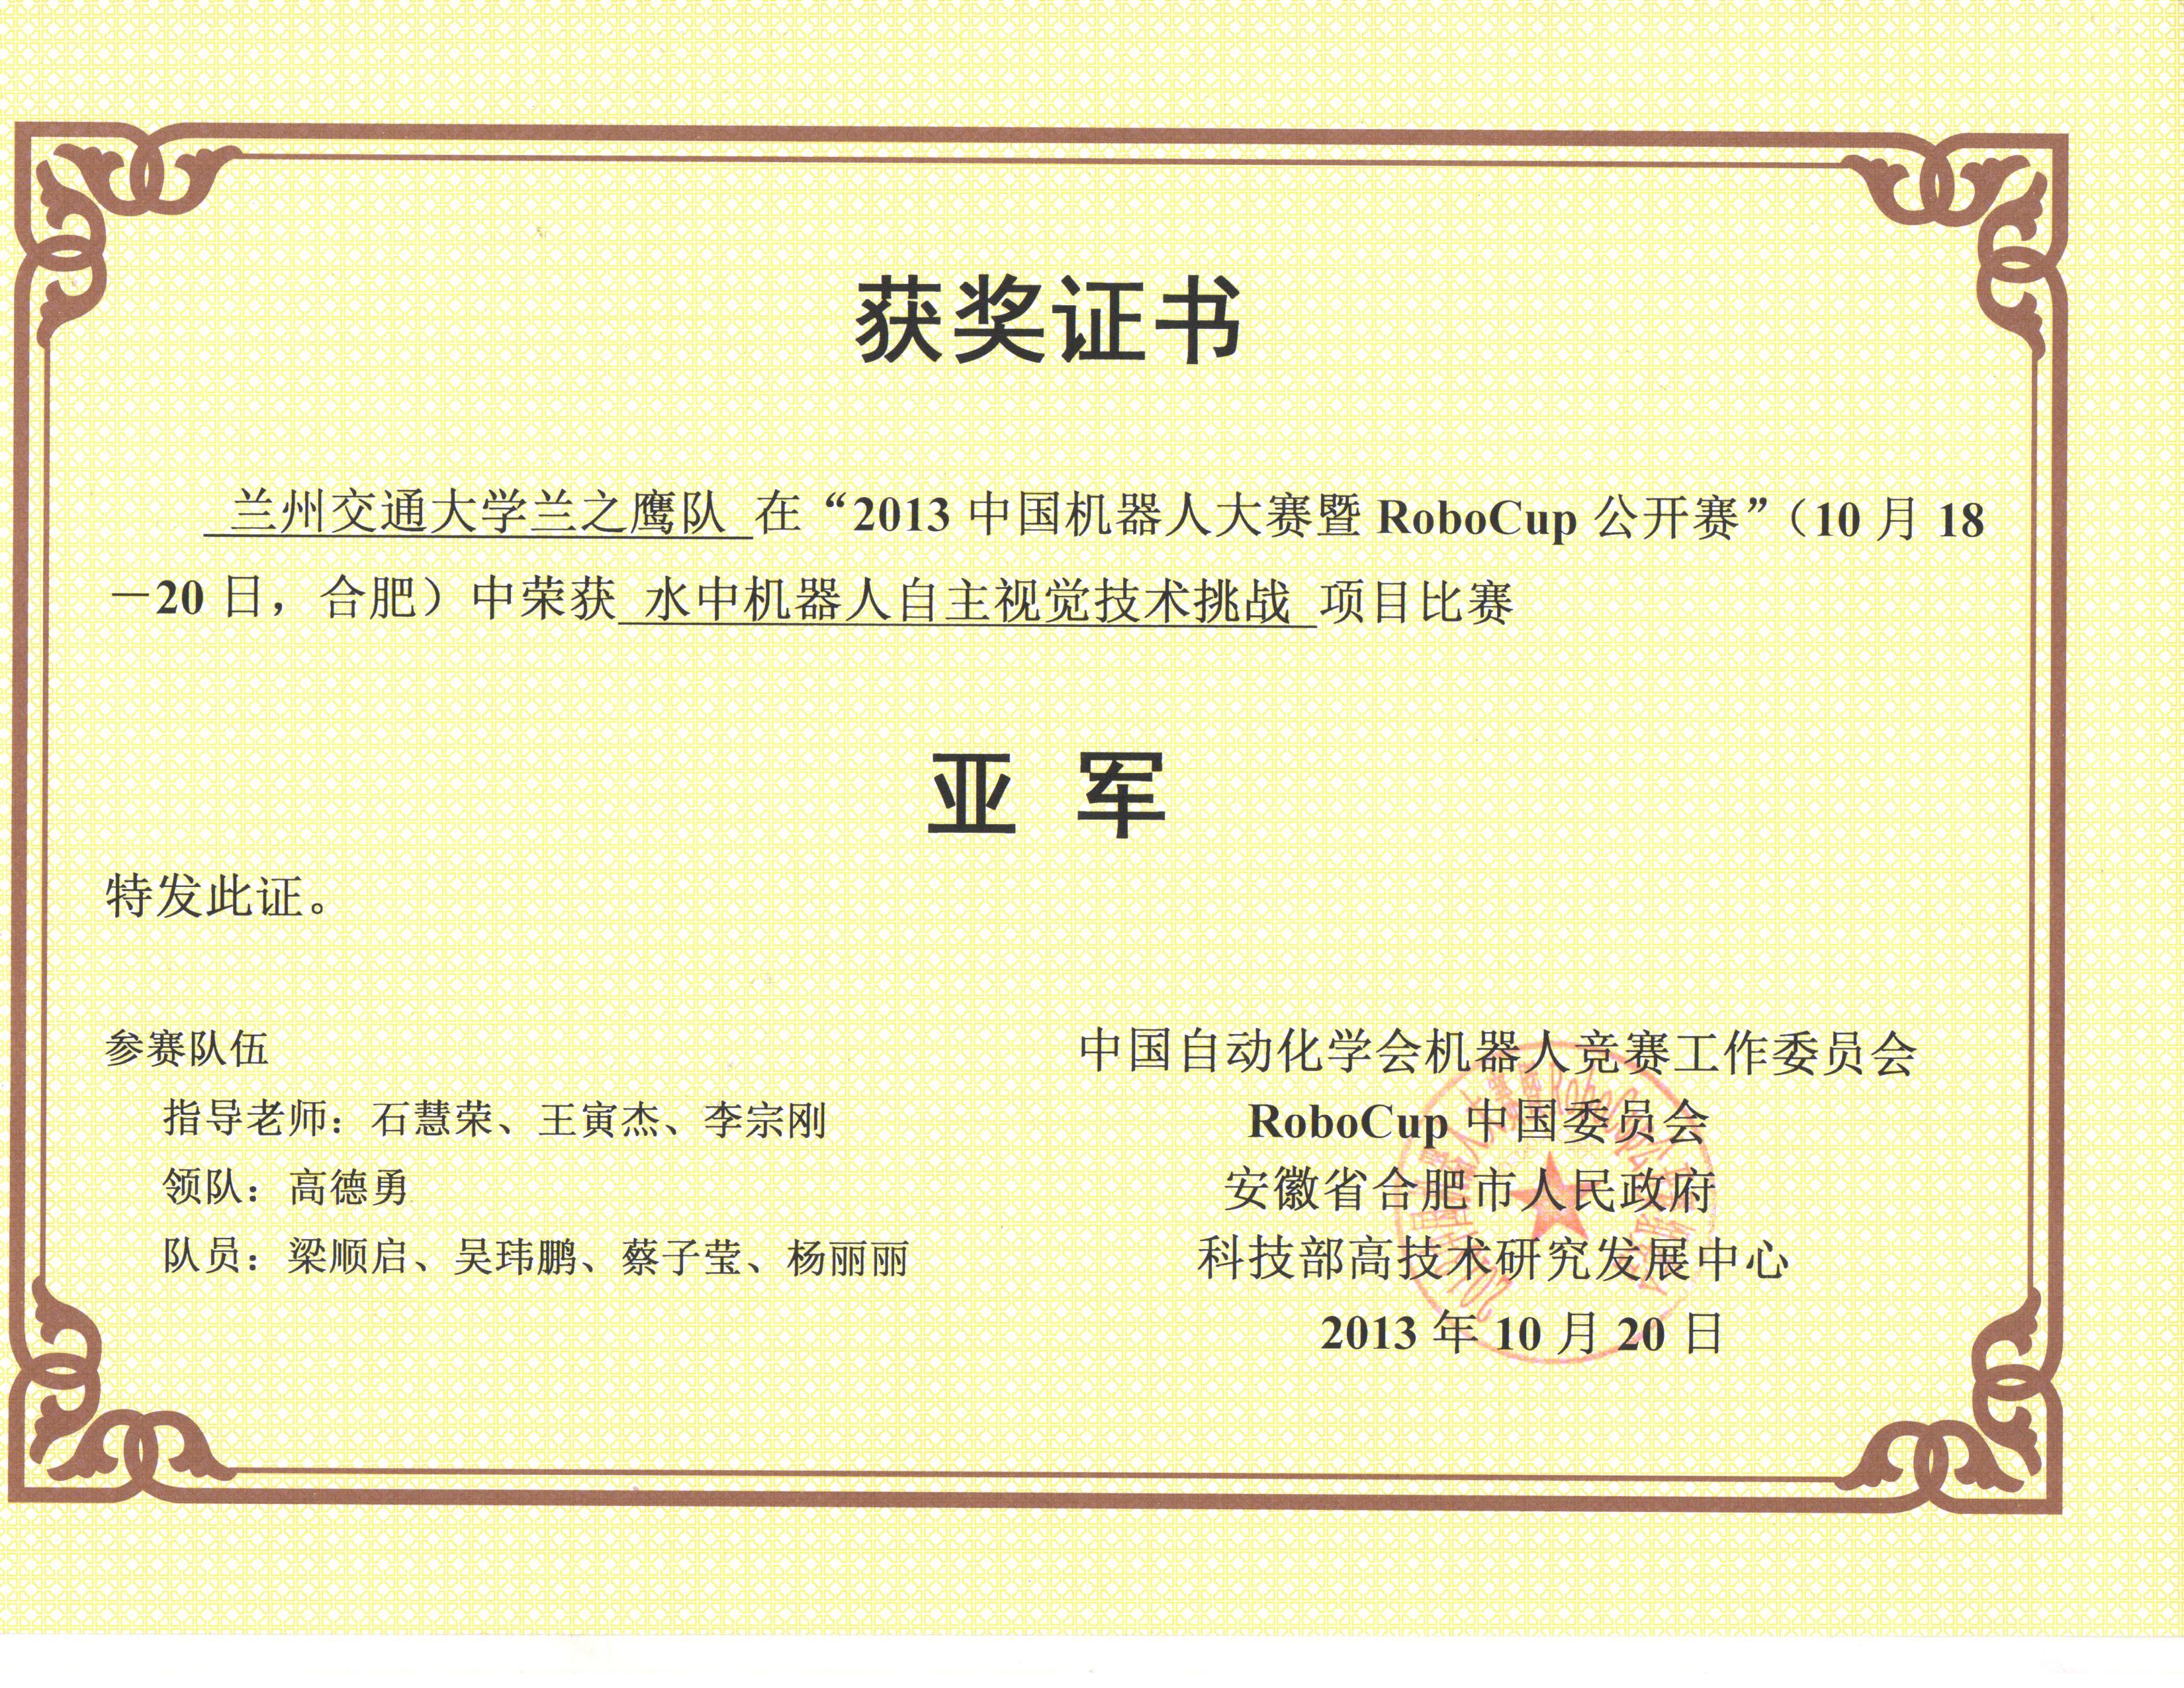 获奖证书
兰州交通大学兰之鹰队 在“2013 中国机器人大赛暨 RoboCup 公开赛”（10 月 18
－20 日，合肥）中荣获 水中机器人自主视觉技术挑战 项目比赛
亚 军
特发此证。
参赛队伍
指导老师：石慧荣、王寅杰、李宗刚
领队：高德勇
队员：梁顺启、吴玮鹏、蔡子莹、杨丽丽
中国自动化学会机器人竞赛工作委员会
RoboCup 中国委员会
安徽省合肥市人民政府
科技部高技术研究发展中心
2013 年 10 月 20 日